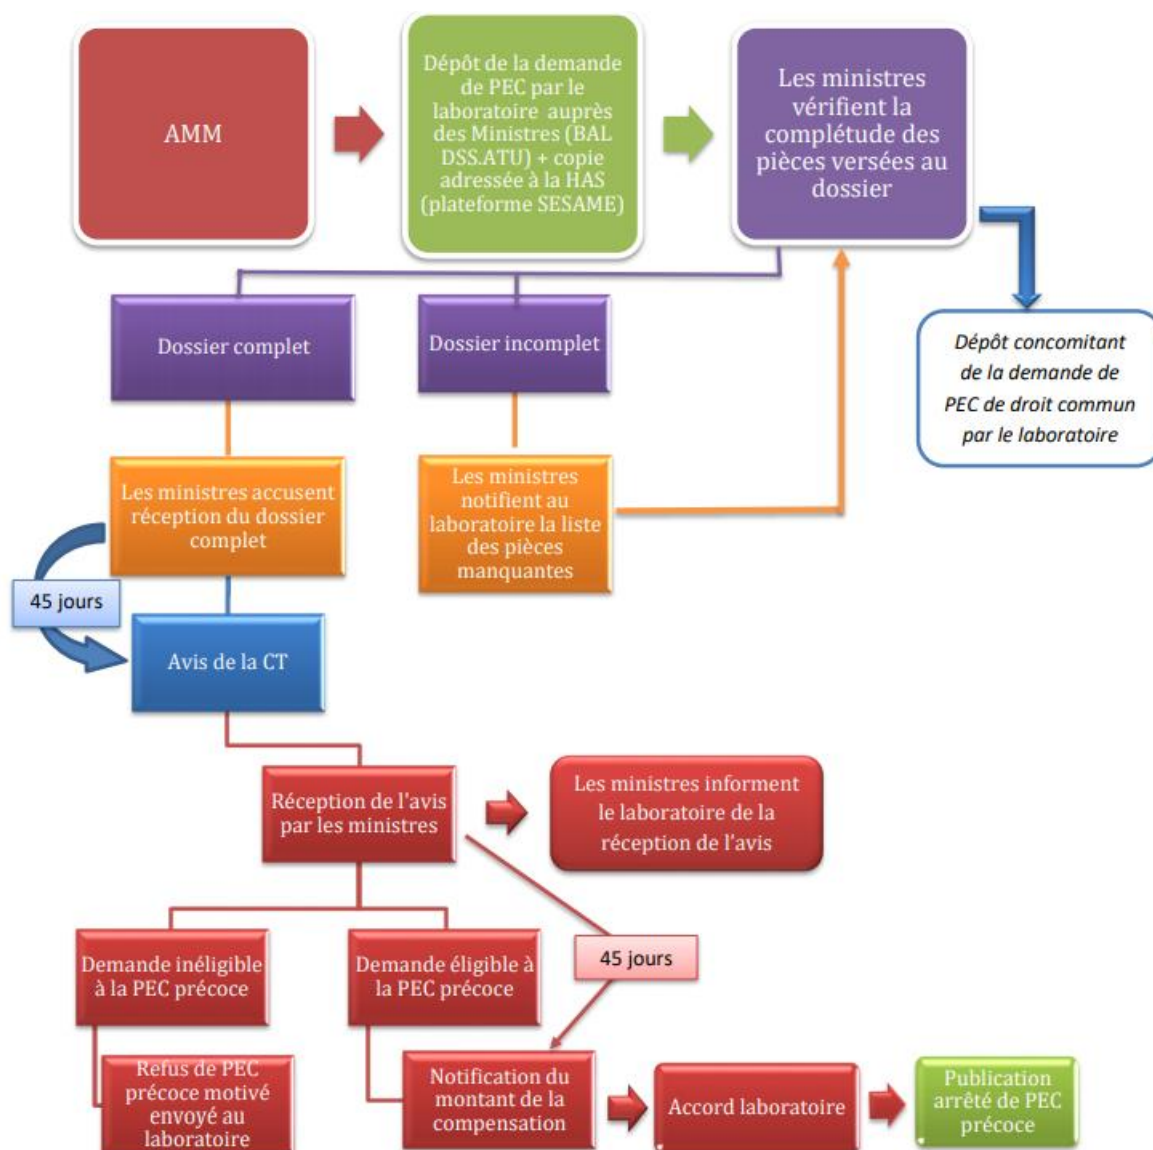 AMM
Dépôt de la demande
de PEC par le
laboratoire auprès
des Ministres (BAL
DSS.ATU) + copie
adressée à la HAS
(plateforme SESAME)
Les ministres
vérifient la
complétude des
pièces versées au
dossier
Dossier complet
Dossier incomplet
Dépôt concomitant
de la demande de
PEC de droit commun
par le laboratoire
Les ministres accusent
réception du dossier
complet
Les ministres
notifient au
laboratoire la liste
des pièces
manquantes
45 jours
Avis de la CT
Réception de l'avis
par les ministres
Les ministres informent
le laboratoire de la
réception de l'avis
Demande inéligible
à la PEC précoce
Demande éligible à
la PEC précoce
45 jours
Refus de PEC
précoce motivé
envoyé au
laboratoire
Notification du
montant de la
compensation
Accord laboratoire
Publication
arrêté de PEC
précoce